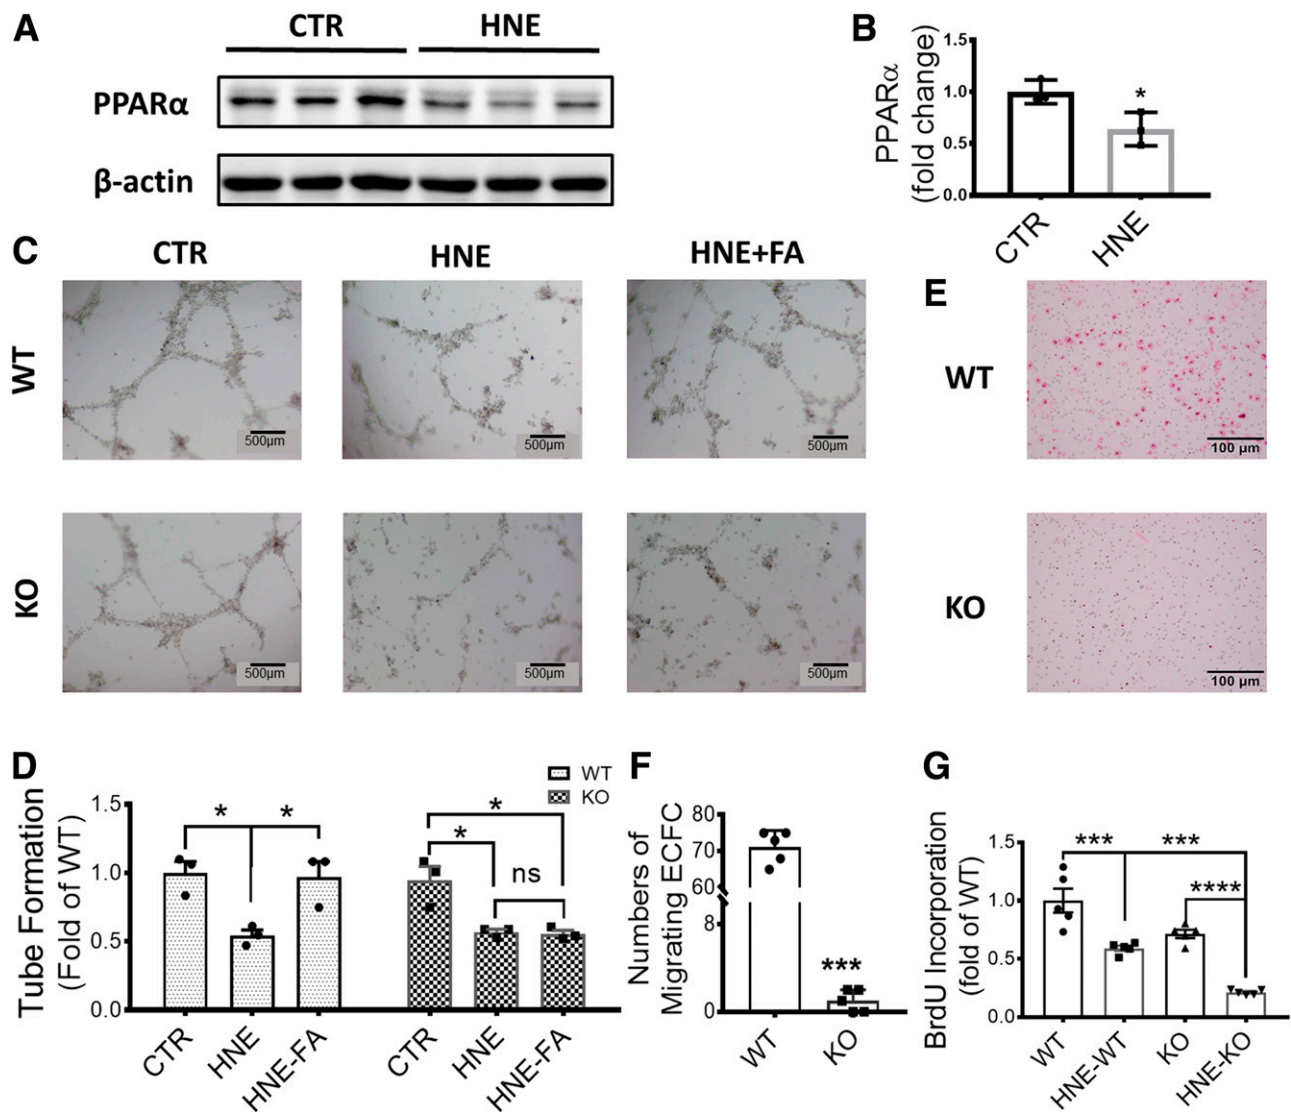 A
CTR
HNE
PPARα
β-actin
B
PPARα
(fold change)
1.5
1.0
0.5
0.0
*
CTR
HNE
C
CTR
HNE
HNE+FA
WT
500µm
500µm
500µm
KO
500µm
500µm
500µm
E
WT
100 µm
KO
100 µm
D
Tube Formation
(Fold of WT)
1.5
1.0
0.5
0.0
WT
KO
*
*
*
*
ns
CTR
HNE
HNE-FA
CTR
HNE
HNE-FA
F
Numbers of
Migrating ECFC
80
70
60
8
0
***
WT
KO
G
BrdU Incorporation
(fold of WT)
1.5
1.0
0.5
0.0
***
***
****
WT
HNE-WT
KO
HNE-KO